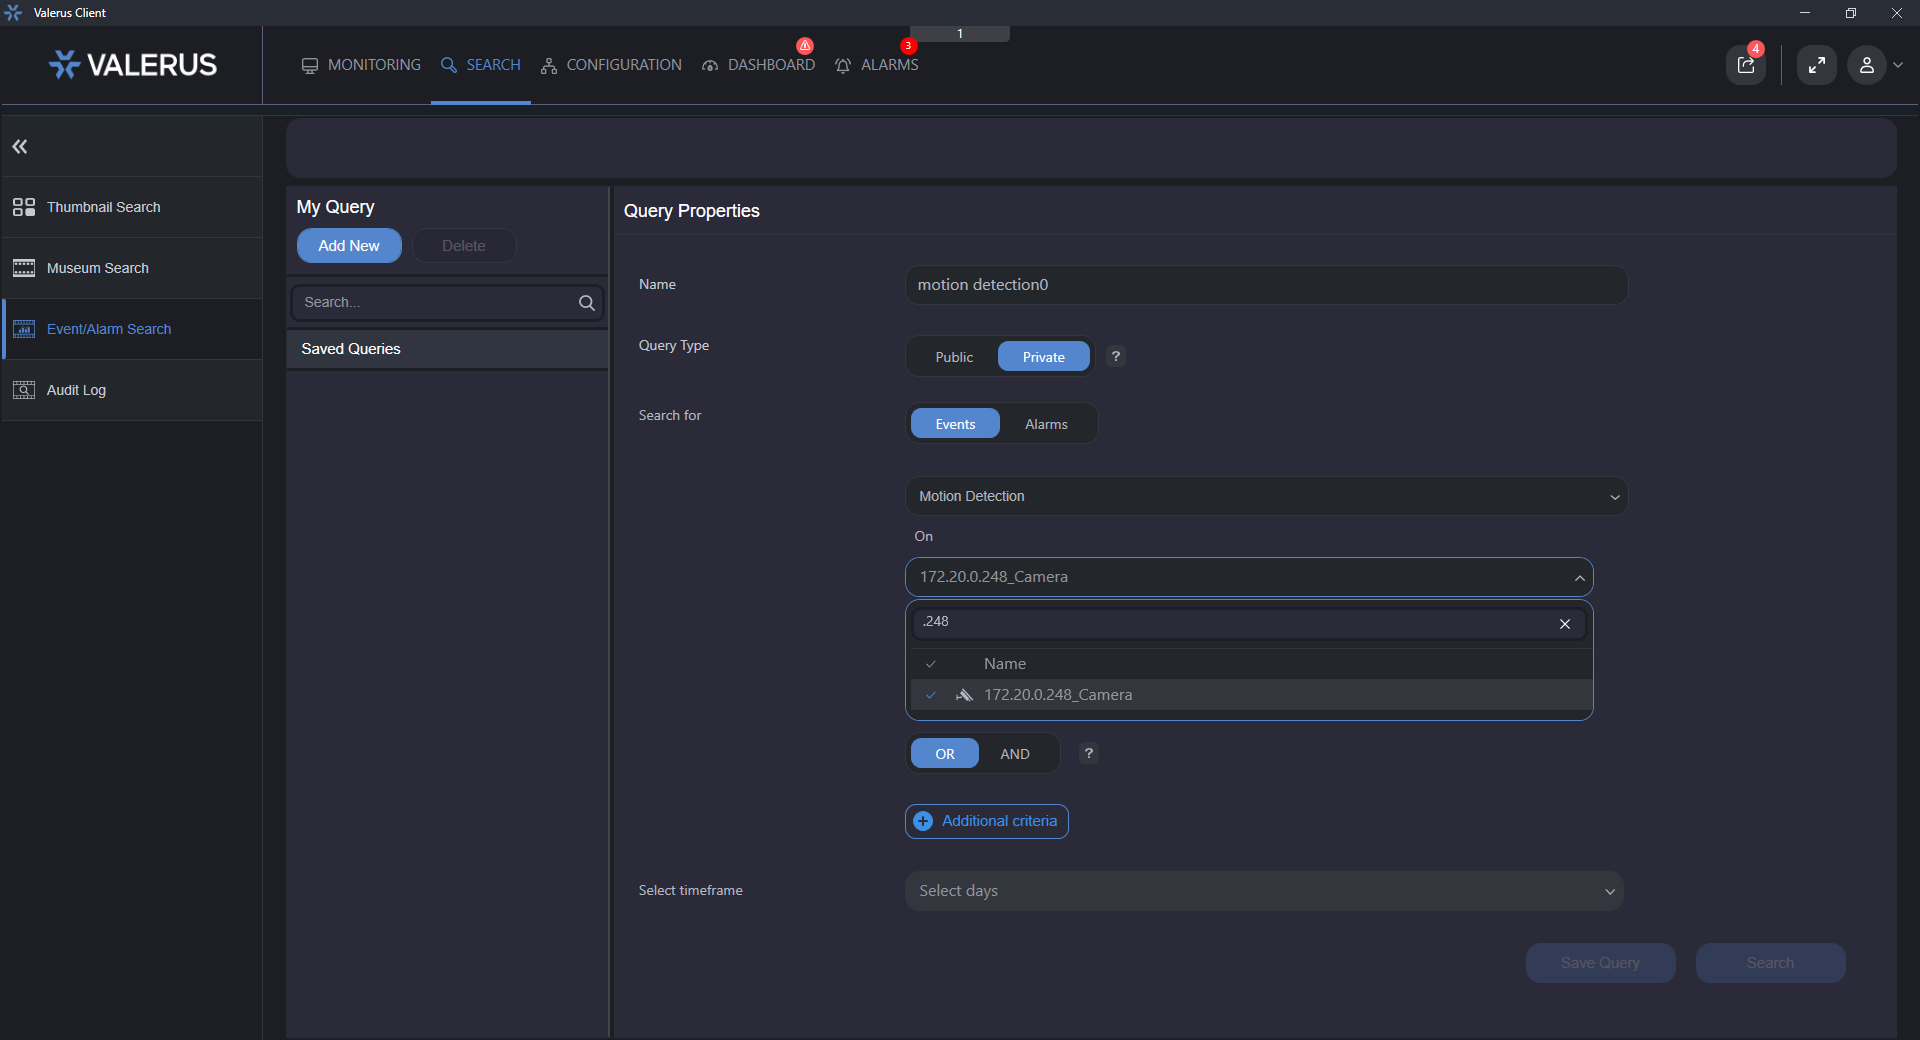 Valerus Client
1
VALERUS
MONITORING
SEARCH
CONFIGURATION
DASHBOARD
3
ALARMS
4
Thumbnail Search
Museum Search
Event/Alarm Search
Audit Log
My Query
Add New
Delete
Search...
Saved Queries
Query Properties
Name
motion detection0
Query Type
Public
Private
?
Search for
Events
Alarms
Motion Detection
On
172.20.0.248_Camera
.248
Name
172.20.0.248_Camera
OR
AND
?
Additional criteria
Select timeframe
Select days
Save Query
Search